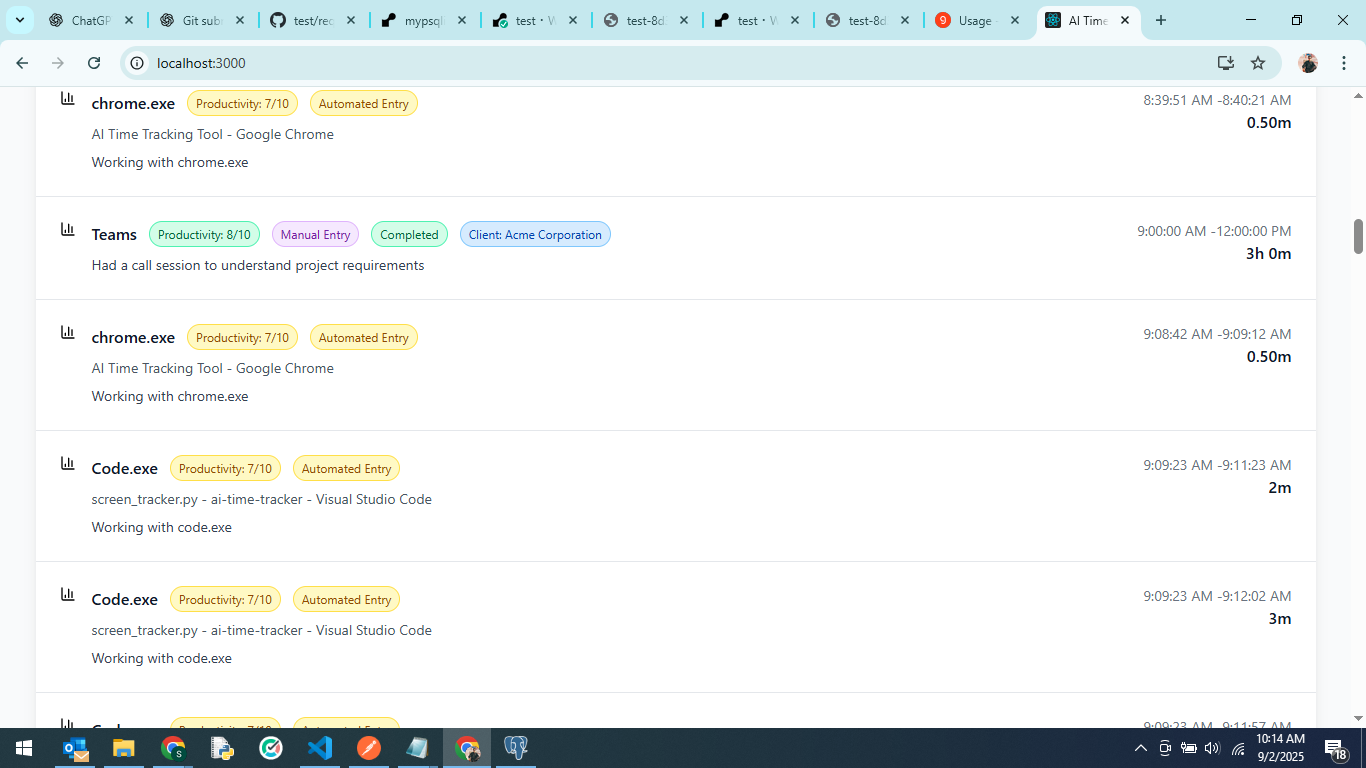 ChatGP
Git subc
test/rec
mypsql
test · W
test-8d.
test · W
test-8d
9 Usage -
AI Time
localhost:3000
chrome.exe Productivity: 7/10 Automated Entry 8:39:51 AM -8:40:21 AM
0.50m
AI Time Tracking Tool - Google Chrome
Working with chrome.exe
Teams Productivity: 8/10 Manual Entry Completed Client: Acme Corporation 9:00:00 AM -12:00:00 PM
3h 0m
Had a call session to understand project requirements
chrome.exe Productivity: 7/10 Automated Entry 9:08:42 AM -9:09:12 AM
0.50m
AI Time Tracking Tool - Google Chrome
Working with chrome.exe
Code.exe Productivity: 7/10 Automated Entry 9:09:23 AM -9:11:23 AM
2m
screen_tracker.py - ai-time-tracker - Visual Studio Code
Working with code.exe
Code.exe Productivity: 7/10 Automated Entry 9:09:23 AM -9:12:02 AM
3m
screen_tracker.py - ai-time-tracker - Visual Studio Code
Working with code.exe
Productivity: 7/10 Automated Entry 9:09:23 AM -9:11:57 AM
10:14 AM
9/2/2025
18